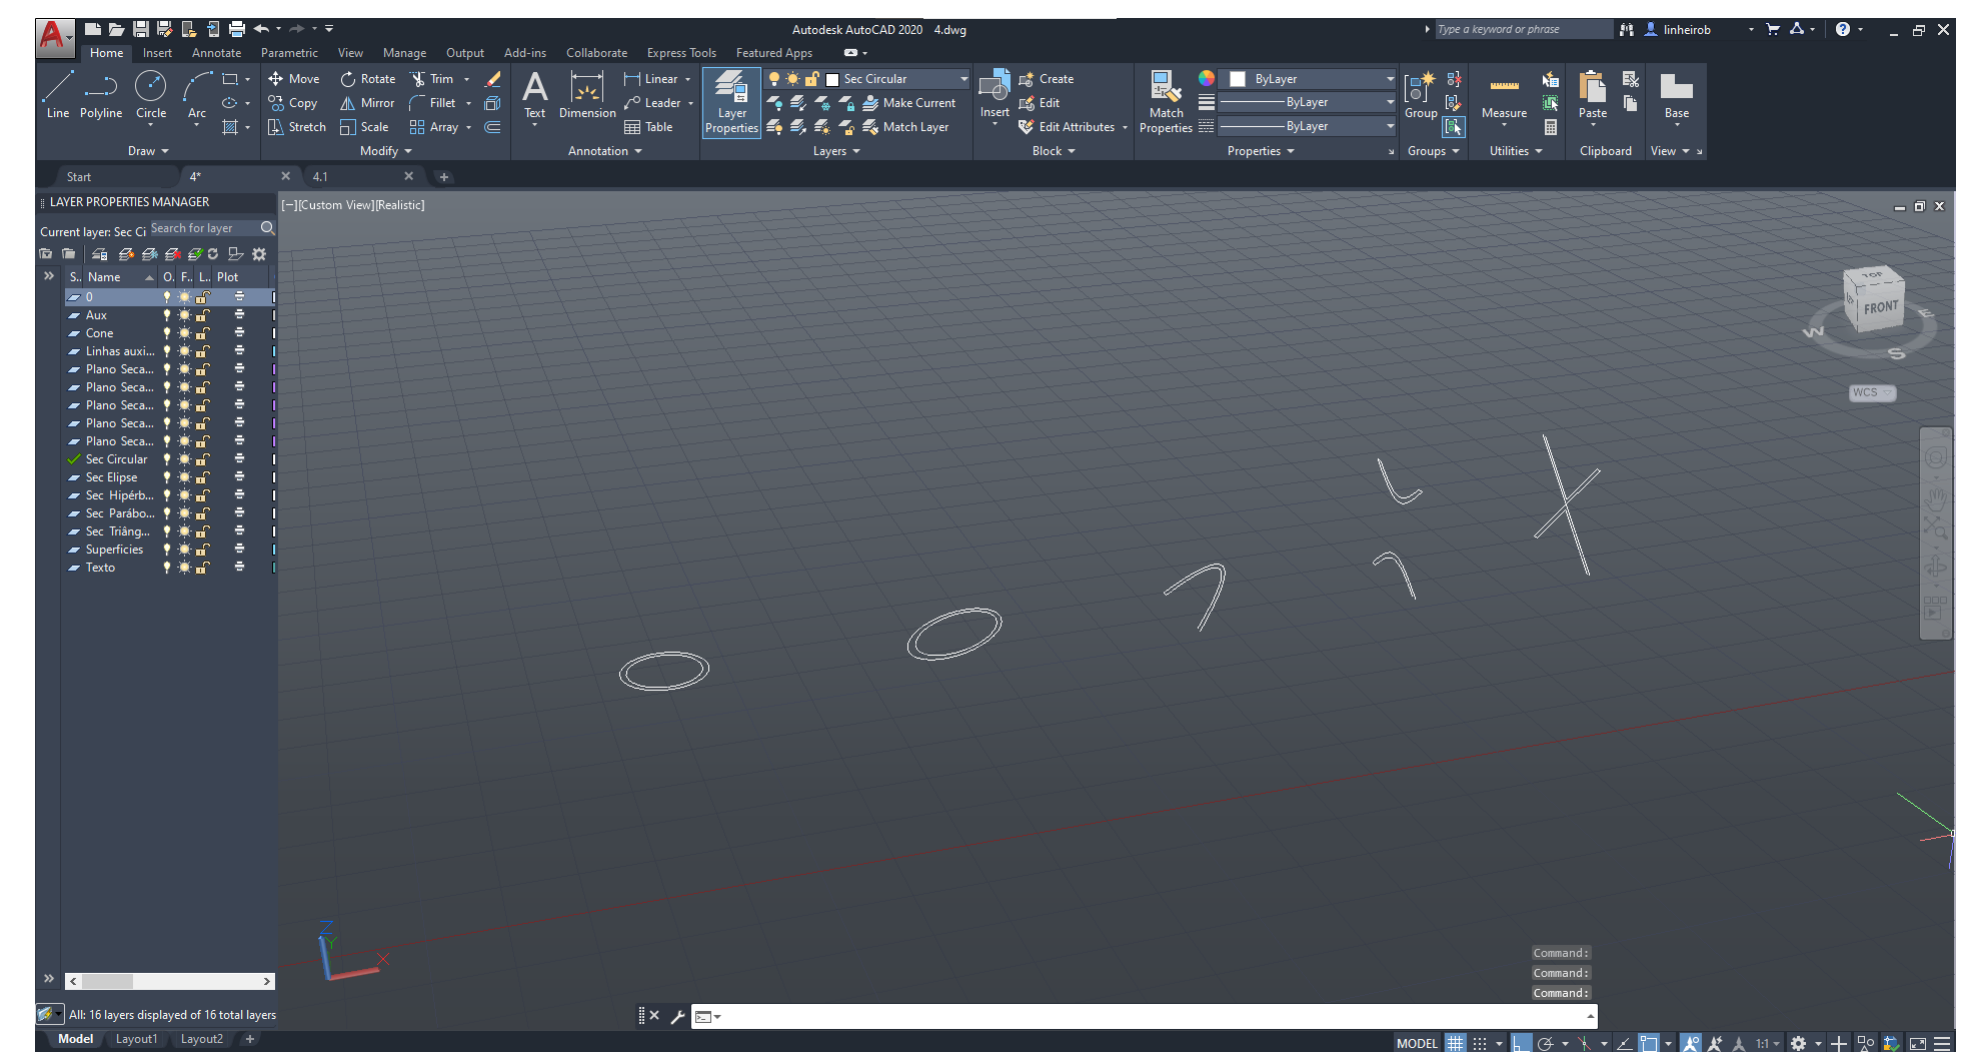 Autodesk AutoCAD 2020 4.dwg
Type a keyword or phrase
linheirob
Home Insert Annotate Parametric View Manage Output Add-ins Collaborate Express Tools Featured Apps
Line Polyline Circle Arc
Draw
Move Rotate Trim
Copy Mirror Fillet
Stretch Scale Array
Modify
Text Dimension
Linear
Leader
Table
Annotation
Layer Properties
Sec Circular
Make Current
Match Layer
Layers
Insert
Create
Edit
Edit Attributes
Block
Match Properties
ByLayer
ByLayer
ByLayer
Properties
Group
Groups
Measure
Utilities
Paste
Clipboard
Base
View
Start 4* 4.1
LAYER PROPERTIES MANAGER
Current layer: Sec Ci Search for layer
S.. Name O. F.. L.. Plot
0
Aux
Cone
Linhas auxi...
Plano Seca...
Plano Seca...
Plano Seca...
Plano Seca...
Plano Seca...
Sec Circular
Sec Elipse
Sec Hipérb...
Sec Parábo...
Sec Triâng...
Superficies
Texto
All: 16 layers displayed of 16 total layers
[−][Custom View][Realistic]
TOP
FRONT
W
S
E
WCS
Z
Y
X
Command:
Command:
Command:
Model Layout1 Layout2
MODEL
1:1